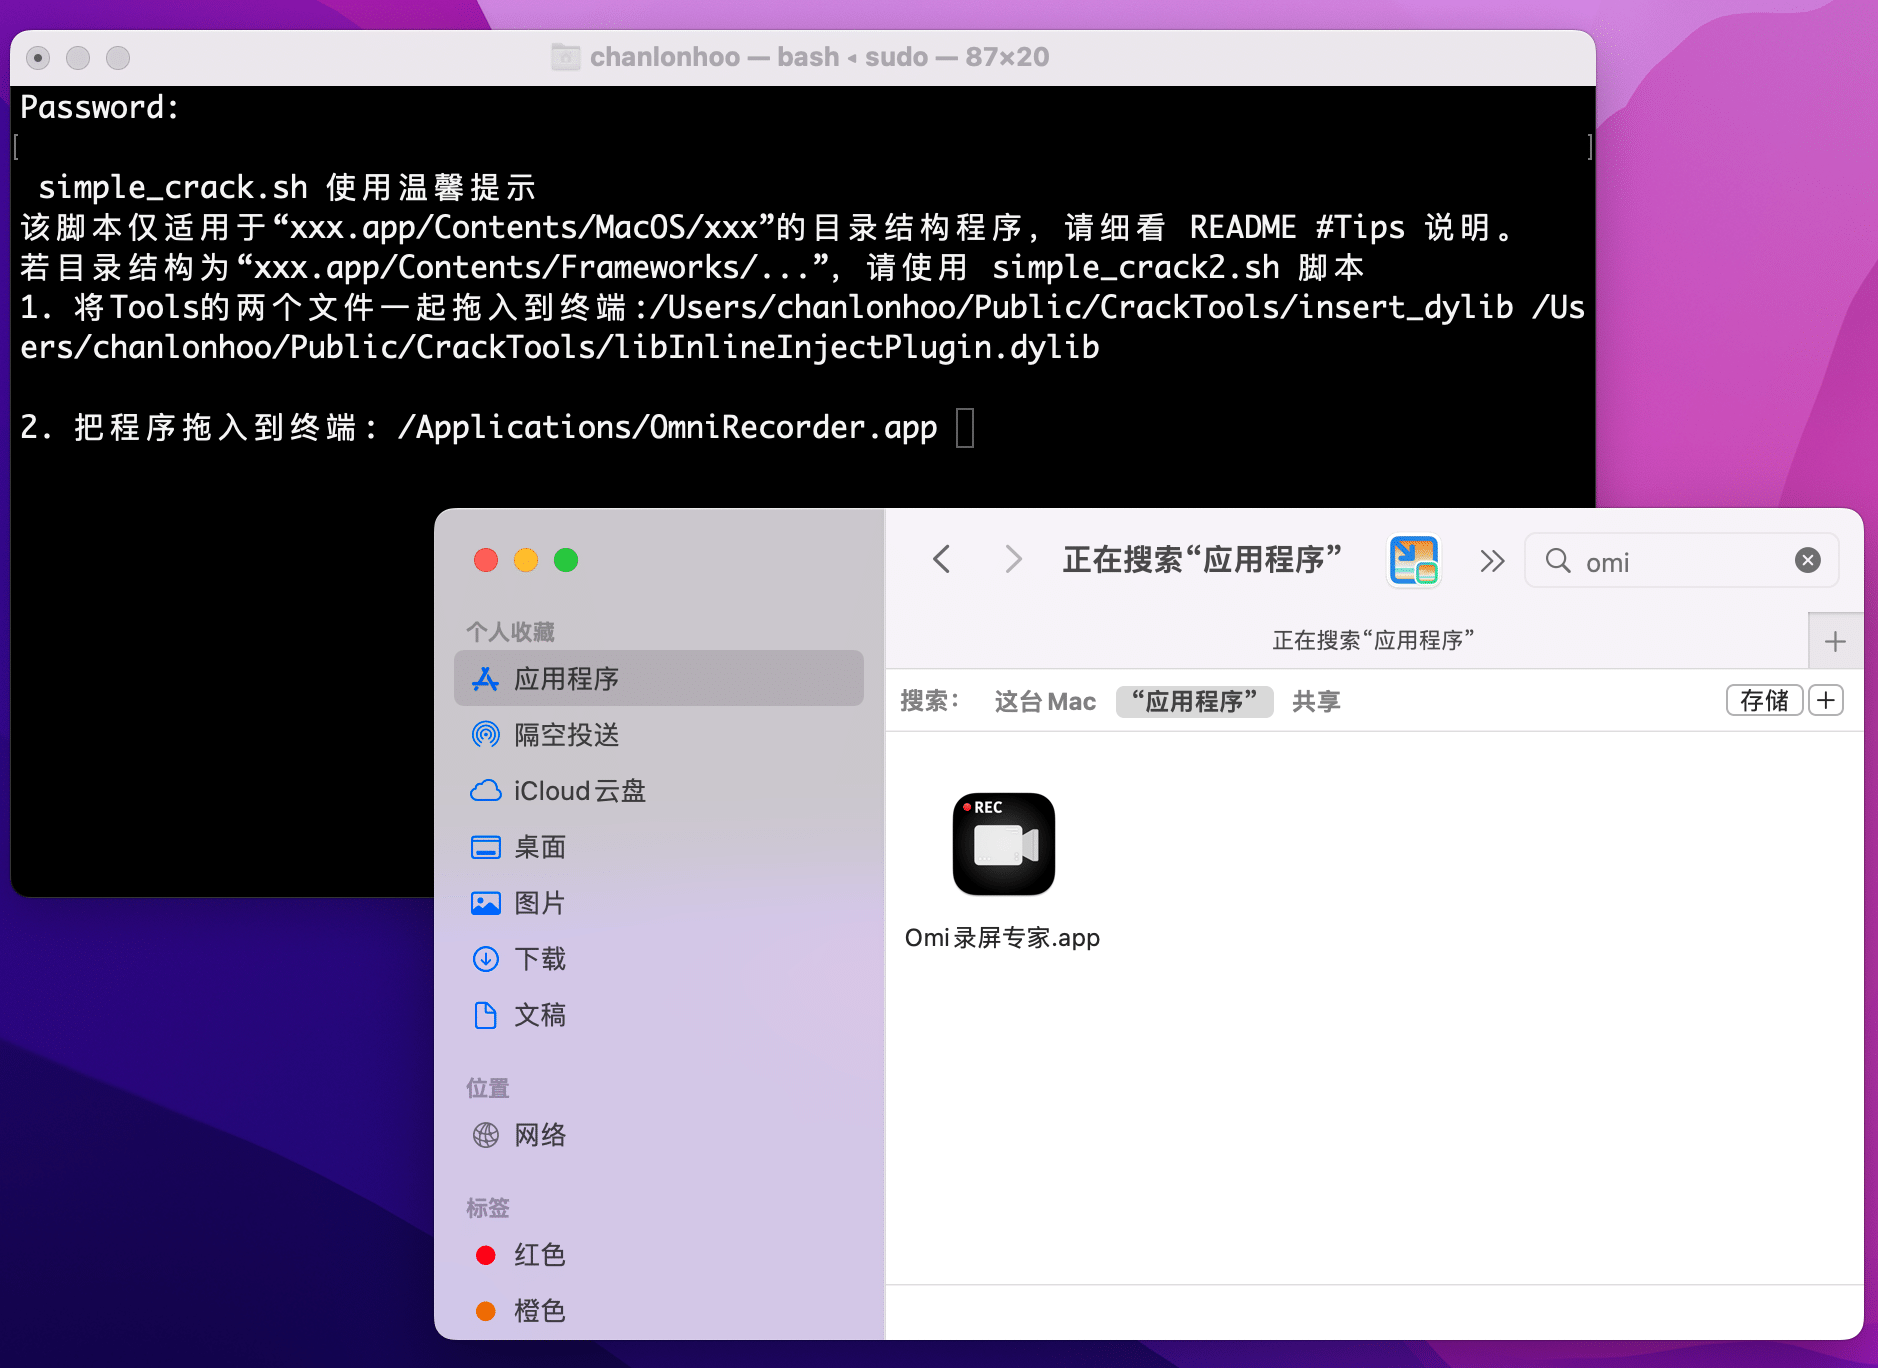 chanlonhoo — bash ◂ sudo — 87×20
Password:
simple_crack.sh 使用温馨提示
该脚本仅适用于“xxx.app/Contents/MacOS/xxx”的目录结构程序，请细看 README #Tips 说明。
若目录结构为“xxx.app/Contents/Frameworks/...”，请使用 simple_crack2.sh 脚本
1. 将Tools的两个文件一起拖入到终端:/Users/chanlonhoo/Public/CrackTools/insert_dylib /Us
ers/chanlonhoo/Public/CrackTools/libInlineInjectPlugin.dylib
2. 把程序拖入到终端: /Applications/OmniRecorder.app
正在搜索“应用程序”
omi
正在搜索“应用程序”
个人收藏
应用程序
隔空投送
iCloud云盘
桌面
图片
下载
文稿
位置
网络
标签
红色
橙色
搜索：
这台Mac
“应用程序”
共享
存储
REC
Omi录屏专家.app